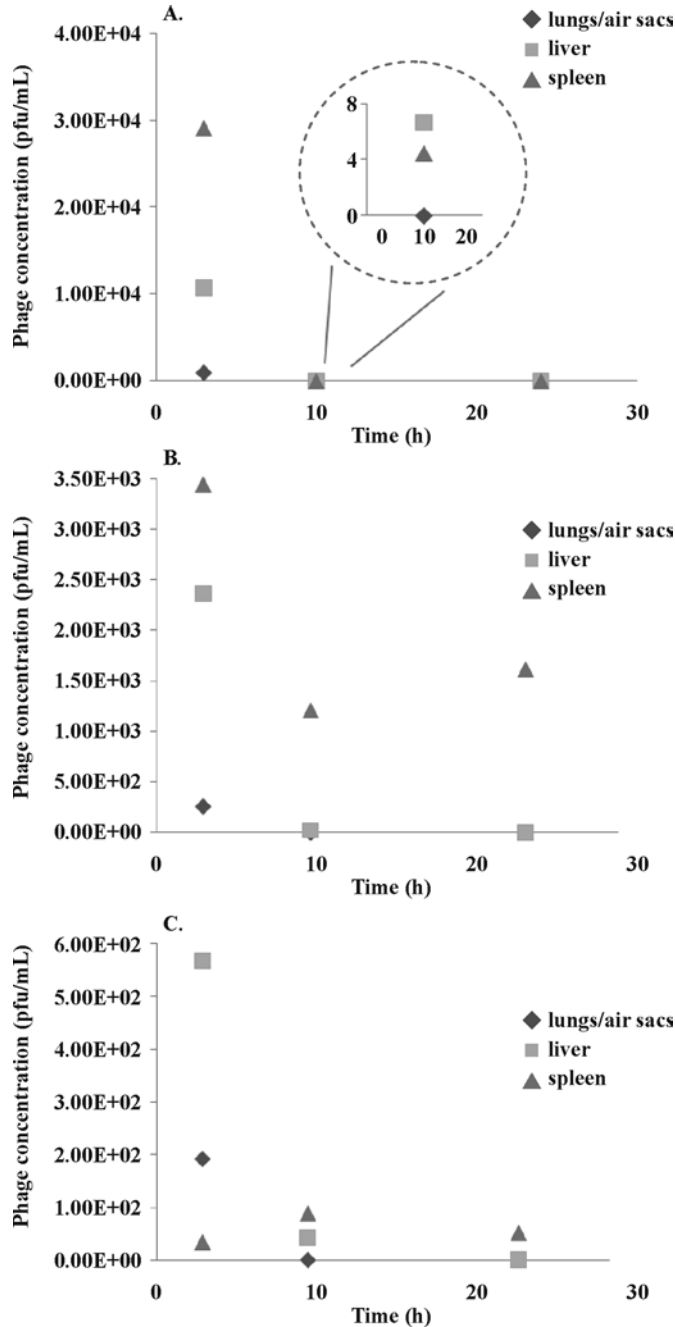 A.
lungs/air sacs
liver
spleen
Phage concentration (pfu/mL)
4.00E+04
3.00E+04
2.00E+04
1.00E+04
0.00E+00
8
4
0
0 10 20
0 10 20 30
Time (h)
B.
lungs/air sacs
liver
spleen
Phage concentration (pfu/mL)
3.50E+03
3.00E+03
2.50E+03
2.00E+03
1.50E+03
1.00E+03
5.00E+02
0.00E+00
0 10 20 30
Time (h)
C.
lungs/air sacs
liver
spleen
Phage concentration (pfu/mL)
6.00E+02
5.00E+02
4.00E+02
3.00E+02
2.00E+02
1.00E+02
0.00E+00
0 10 20 30
Time (h)